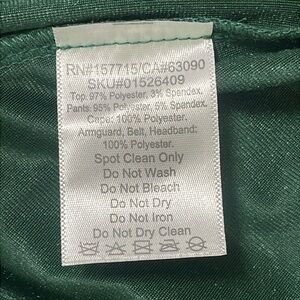 RN#157715/CA#63090
SKU#01526409
Top: 97% Polyester, 3% Spendex.
Pants: 95% Polyester, 5% Spendex.
Cape: 100% Polyester.
Armguard, Belt, Headband:
100% Polyester.
Spot Clean Only
Do Not Wash
Do Not Bleach
Do Not Dry
Do Not Iron
Do Not Dry Clean